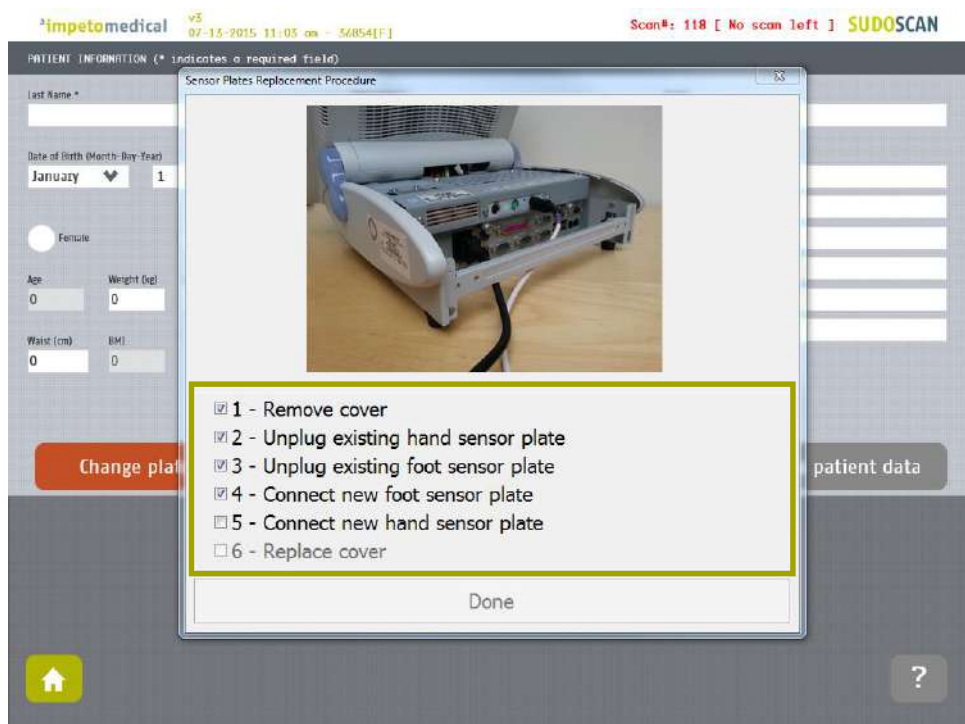 impetomedical
v3
07-13-2015 11:03 am - 36854[F]
Scan#: 118 [ No scan left ]
SUDOSCAN
PATIENT INFORMATION (* indicates a required field)
Sensor Plates Replacement Procedure
Last Name *
Date of Birth (Month-Day-Year)
January 1
Female
Age Weight (kg)
0 0
Waist (cm) BMI
0 0
1 - Remove cover
2 - Unplug existing hand sensor plate
3 - Unplug existing foot sensor plate
4 - Connect new foot sensor plate
5 - Connect new hand sensor plate
6 - Replace cover
Change plat
patient data
Done
?